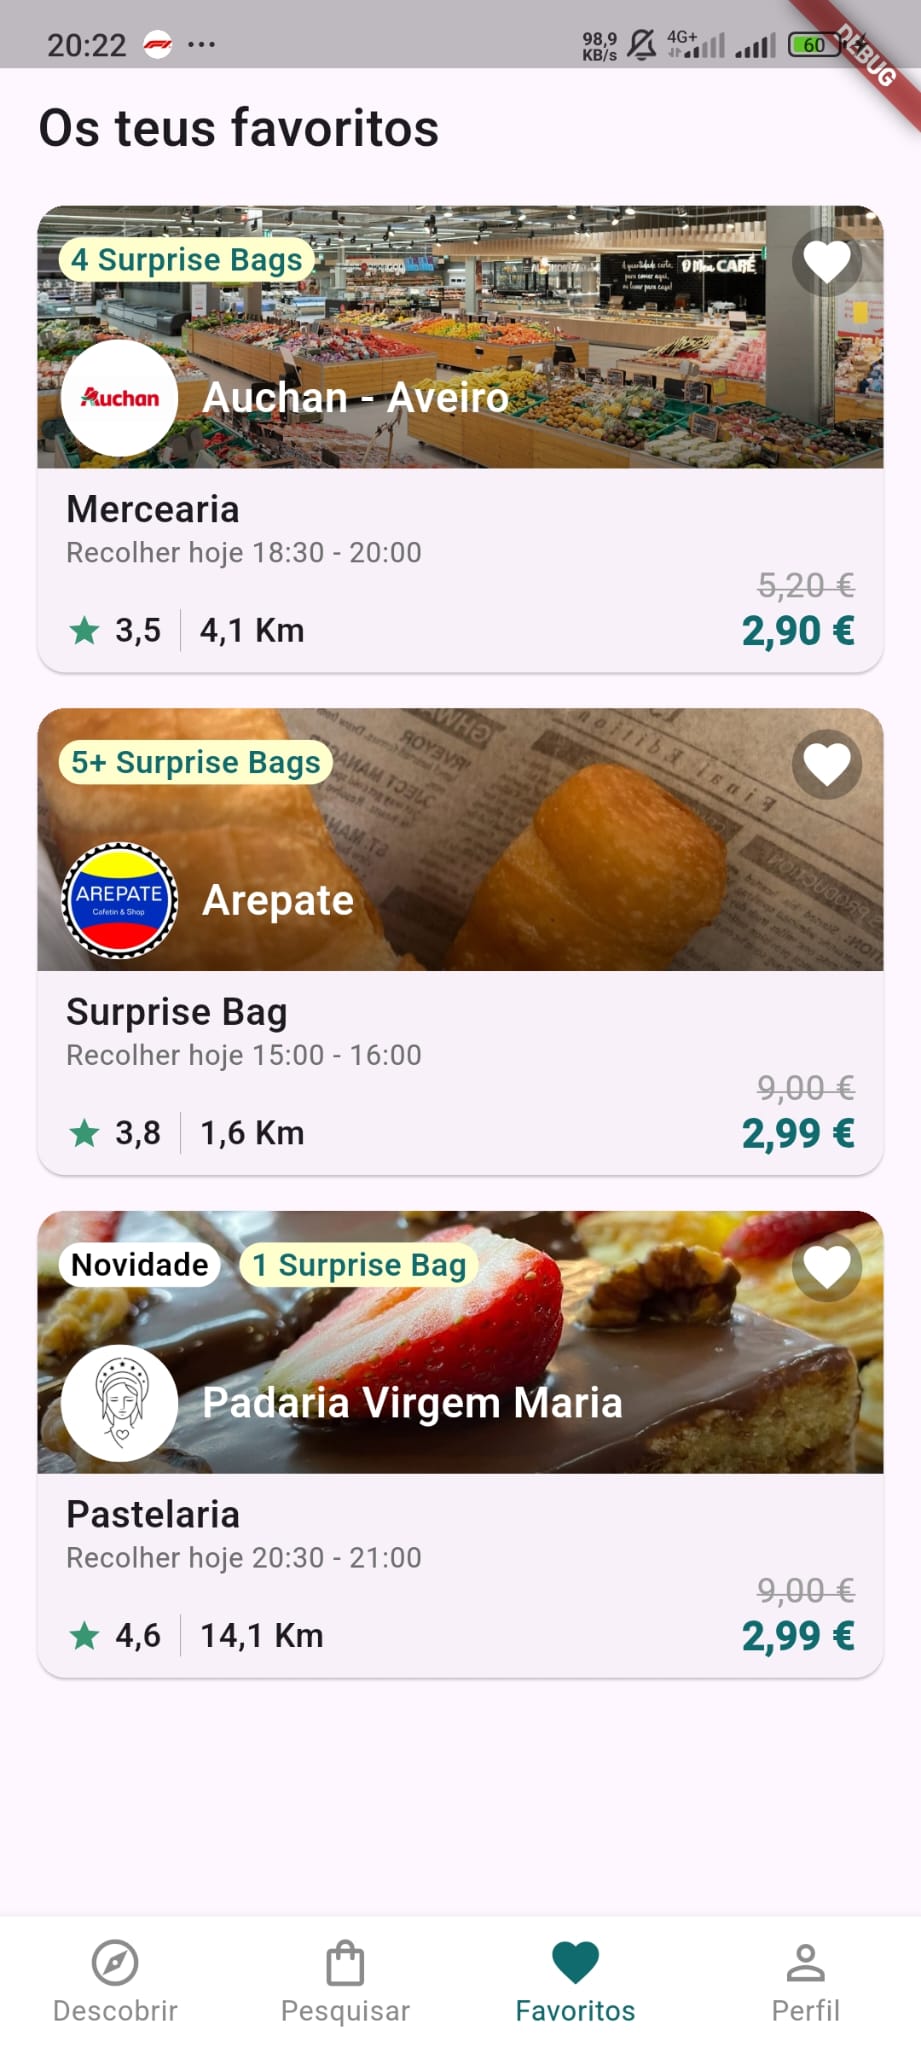 20:22
98,9
KB/s
4G+
60
DEBUG
Os teus favoritos
4 Surprise Bags
O Meu CAFÉ
Auchan
Auchan - Aveiro
Mercearia
Recolher hoje 18:30 - 20:00
5,20 €
3,5
4,1 Km
2,90 €
5+ Surprise Bags
Final Edition
AREPATE
Cafetin & Shop
Arepate
Surprise Bag
Recolher hoje 15:00 - 16:00
9,00 €
3,8
1,6 Km
2,99 €
Novidade
1 Surprise Bag
Padaria Virgem Maria
Pastelaria
Recolher hoje 20:30 - 21:00
9,00 €
4,6
14,1 Km
2,99 €
Descobrir
Pesquisar
Favoritos
Perfil